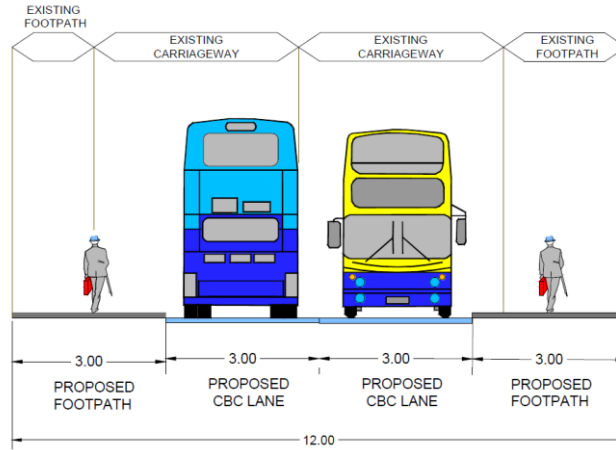 EXISTING
FOOTPATH
EXISTING
CARRIAGEWAY
EXISTING
CARRIAGEWAY
EXISTING
FOOTPATH
3.00
3.00
3.00
3.00
PROPOSED
FOOTPATH
PROPOSED
CBC LANE
PROPOSED
CBC LANE
PROPOSED
FOOTPATH
12.00